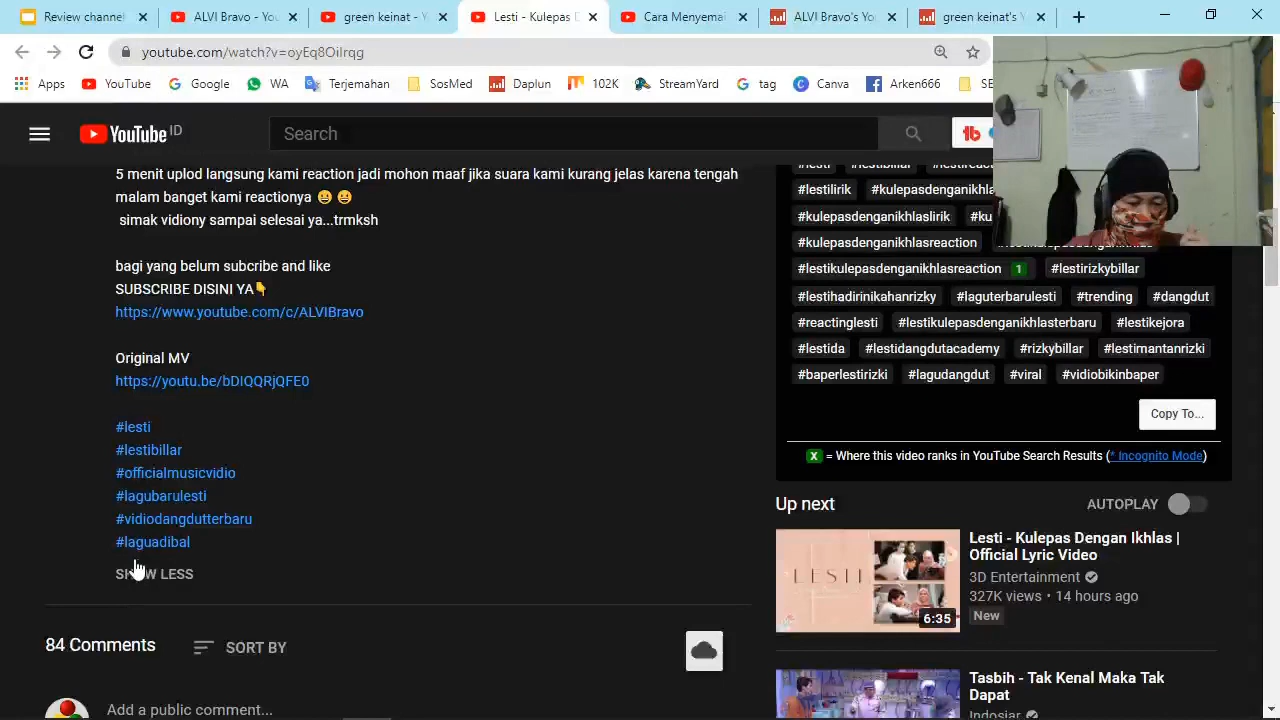 Review channel
ALVI Bravo - You
green keinat - Y
Lesti - Kulepas D
Cara Menyema
ALVI Bravo's Yo
green keinat's Y
youtube.com/watch?v=byEq8OiIrqg
Apps
YouTube
Google
WA
Teremahel
SosMed
Daplun
102K
StreamYard
tag
Canva
Arken666
SE
YouTube ID
Search
5 menit uplod langsung kami reaction jadi mohon maaf jika suara kami kurang jelas karena tengah
malam banget kami reactionya
simak vidiony sampai selesai ya...trmksh
bagi yang belum subcribe and like
SUBSCRIBE DISINI YA
https://www.youtube.com/c/ALVIBravo
Original MV
https://youtu.be/bDIQQRjQFE0
#lesti
#lestibillar
#officialmusicvidio
#lagubarulesti
#vidiodangdutterbaru
#laguadibal
SHOW LESS
84 Comments
SORT BY
Add a public comment...
#lesti #lestibillar
#lestilirik #kulepasdenganikhla
#kulepasdenganikhlaslirik
#kulepasdenganikhlasreaction
#lestikulepasdenganikhlasreaction 1 #lestirizkybillar
#lestihadirinikahanrizky #laguterbarulesti #trending #dangdut
#reactinglesti #lestikulepasdenganikhlasterbaru #lestikejora
#lestida #lestidangdutacademy #rizkybillar #lestimantanrizki
#baperlestirizki #lagudangdut #viral #vidiobikinbaper
Copy To...
X = Where this video ranks in YouTube Search Results (* Incognito Mode)
Up next
AUTOPLAY
LESTI
6:35
Lesti - Kulepas Dengan Ikhlas |
Official Lyric Video
3D Entertainment
327K views • 14 hours ago
New
Tasbih - Tak Kenal Maka Tak
Dapat
Indosiar